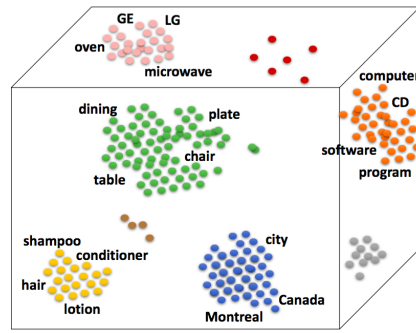 GE LG
oven
microwave
computer
CD
software
program
dining
plate
chair
table
shampoo
conditioner
hair
lotion
city
Canada
Montreal